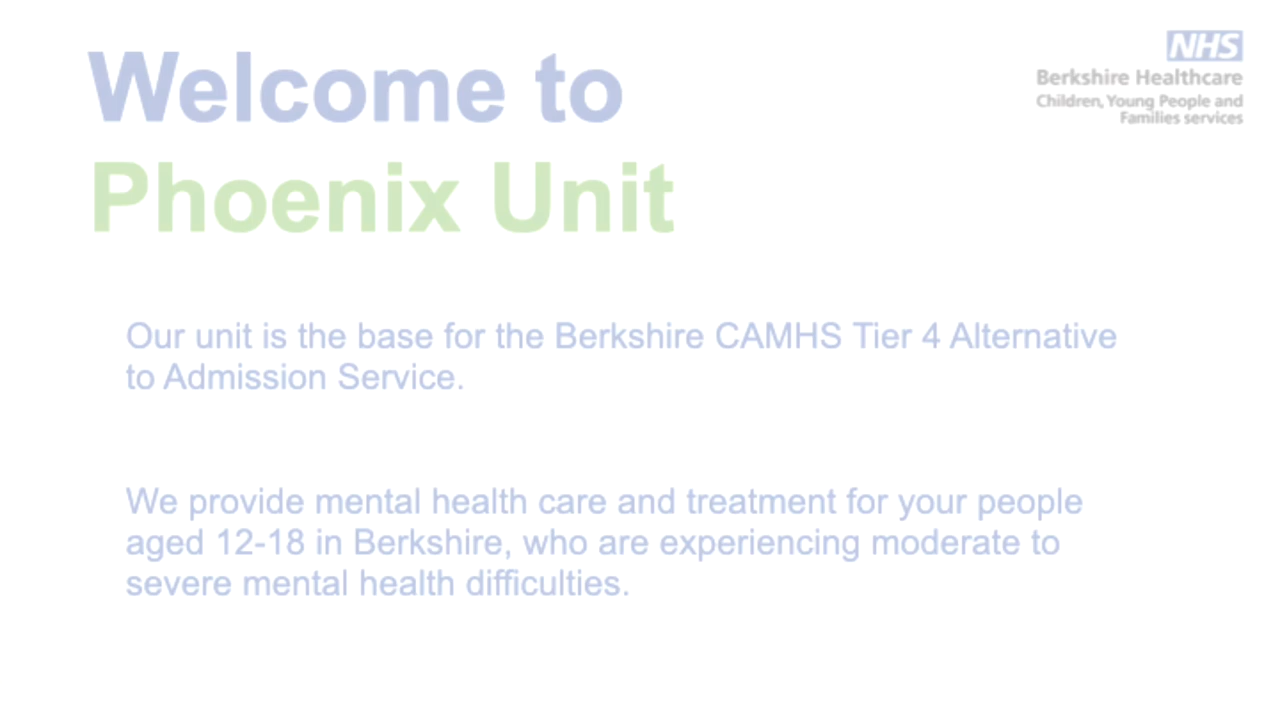 Welcome to
Phoenix Unit
NHS
Berkshire Healthcare
Children, Young People and
Families services
Our unit is the base for the Berkshire CAMHS Tier 4 Alternative
to Admission Service.
We provide mental health care and treatment for your people
aged 12-18 in Berkshire, who are experiencing moderate to
severe mental health difficulties.